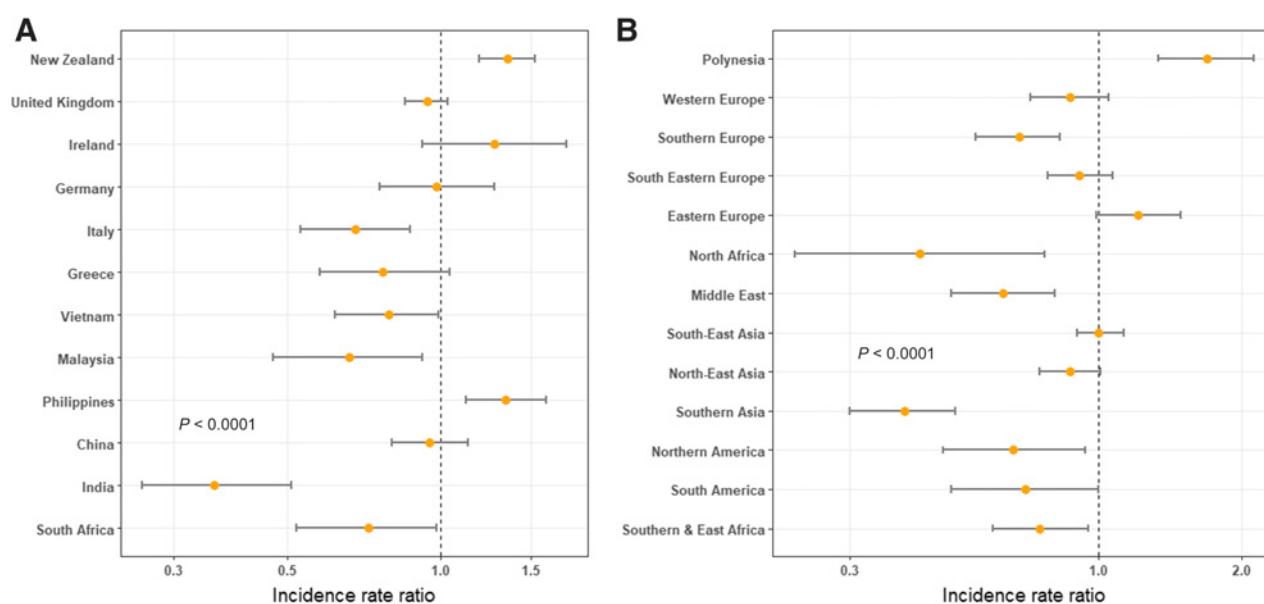 A
New Zealand
United Kingdom
Ireland
Germany
Italy
Greece
Vietnam
Malaysia
Philippines
P < 0.0001
China
India
South Africa
0.3 0.5 1.0 1.5
Incidence rate ratio
B
Polynesia
Western Europe
Southern Europe
South Eastern Europe
Eastern Europe
North Africa
Middle East
South-East Asia
P < 0.0001
North-East Asia
Southern Asia
Northern America
South America
Southern & East Africa
0.3 1.0 2.0
Incidence rate ratio